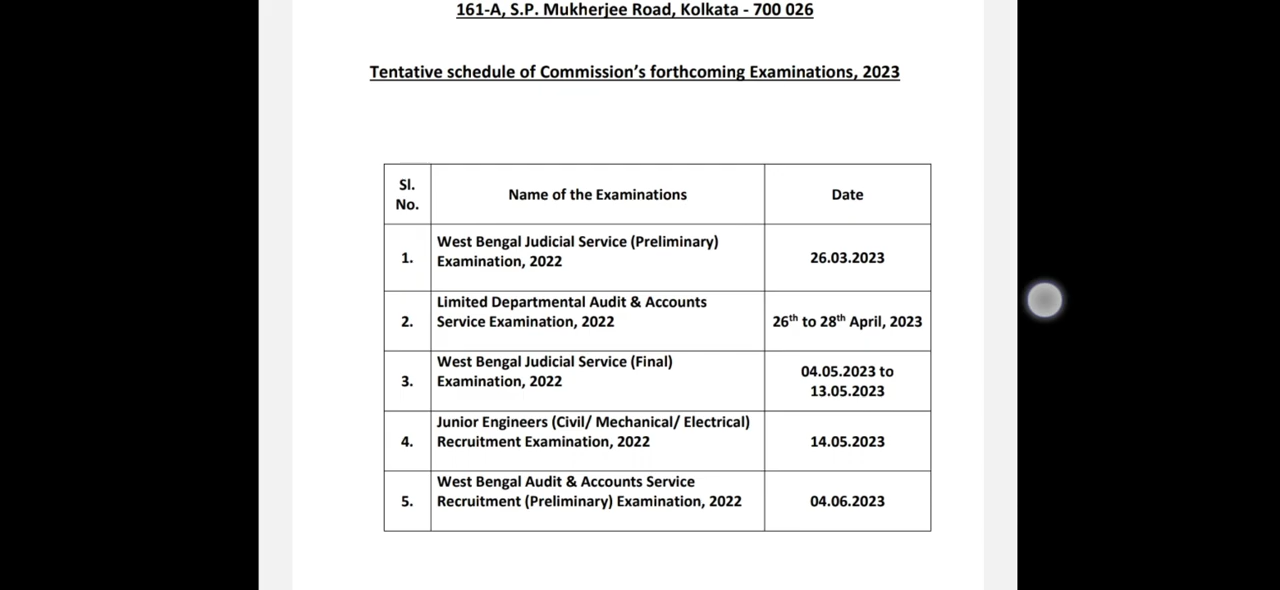 161-A, S.P. Mukherjee Road, Kolkata - 700 026
Tentative schedule of Commission's forthcoming Examinations, 2023
Sl.
No.
Name of the Examinations
Date
1.
West Bengal Judicial Service (Preliminary)
Examination, 2022
26.03.2023
2.
Limited Departmental Audit & Accounts
Service Examination, 2022
26th to 28th April, 2023
3.
West Bengal Judicial Service (Final)
Examination, 2022
04.05.2023 to
13.05.2023
4.
Junior Engineers (Civil/ Mechanical/ Electrical)
Recruitment Examination, 2022
14.05.2023
5.
West Bengal Audit & Accounts Service
Recruitment (Preliminary) Examination, 2022
04.06.2023